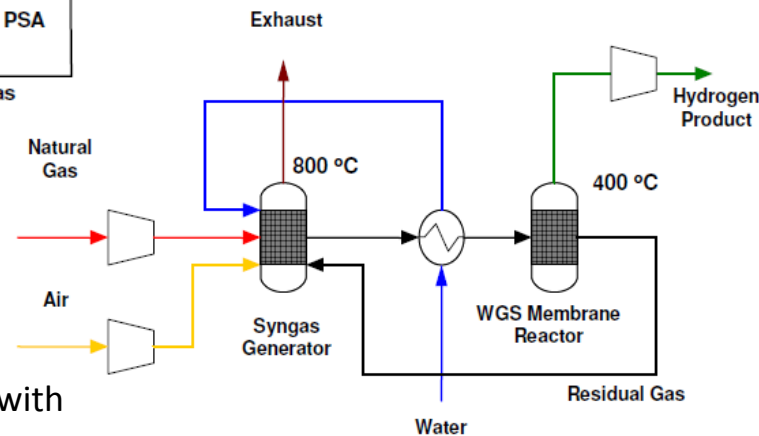 PSA
as
Exhaust
Natural
Gas
800 ºC
400 ºC
Hydrogen
Product
Air
Syngas
Generator
WGS Membrane
Reactor
Residual Gas
with
Water